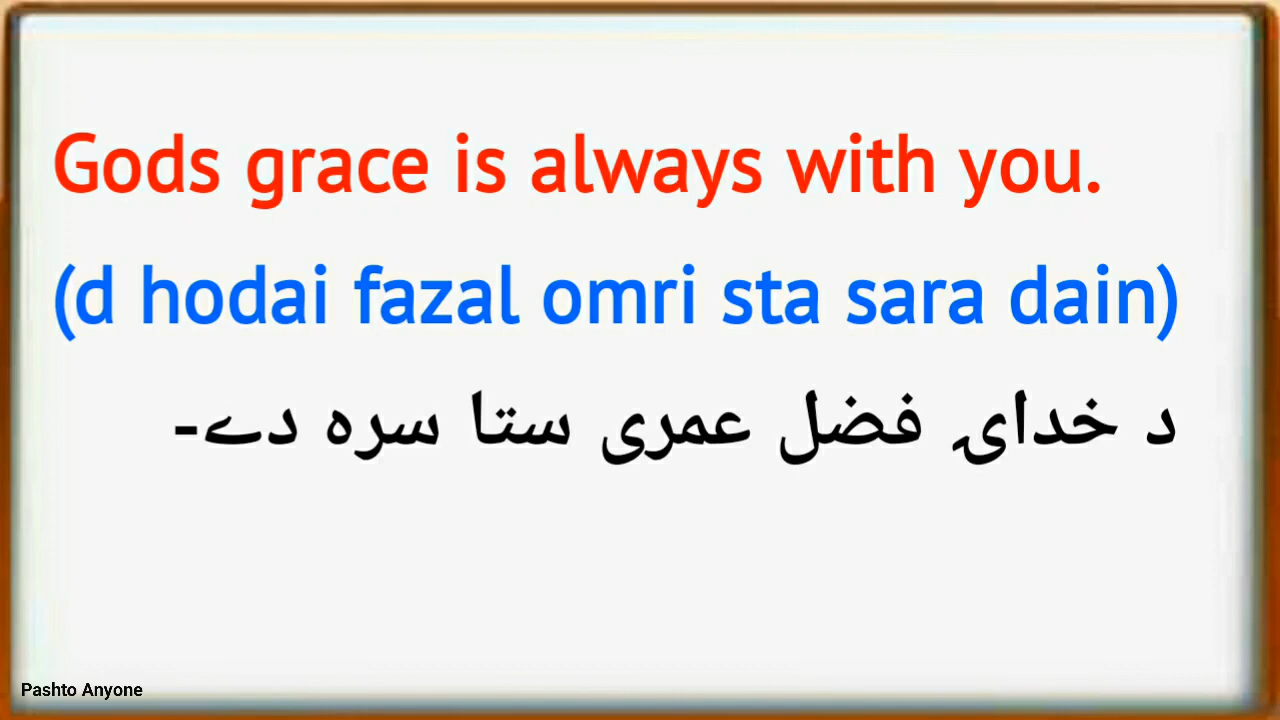 Gods grace is always with you.
(d hodai fazal omri sta sara dain)
د خدای۔ فضل عمری ستا سره دے-
Pashto Anyone